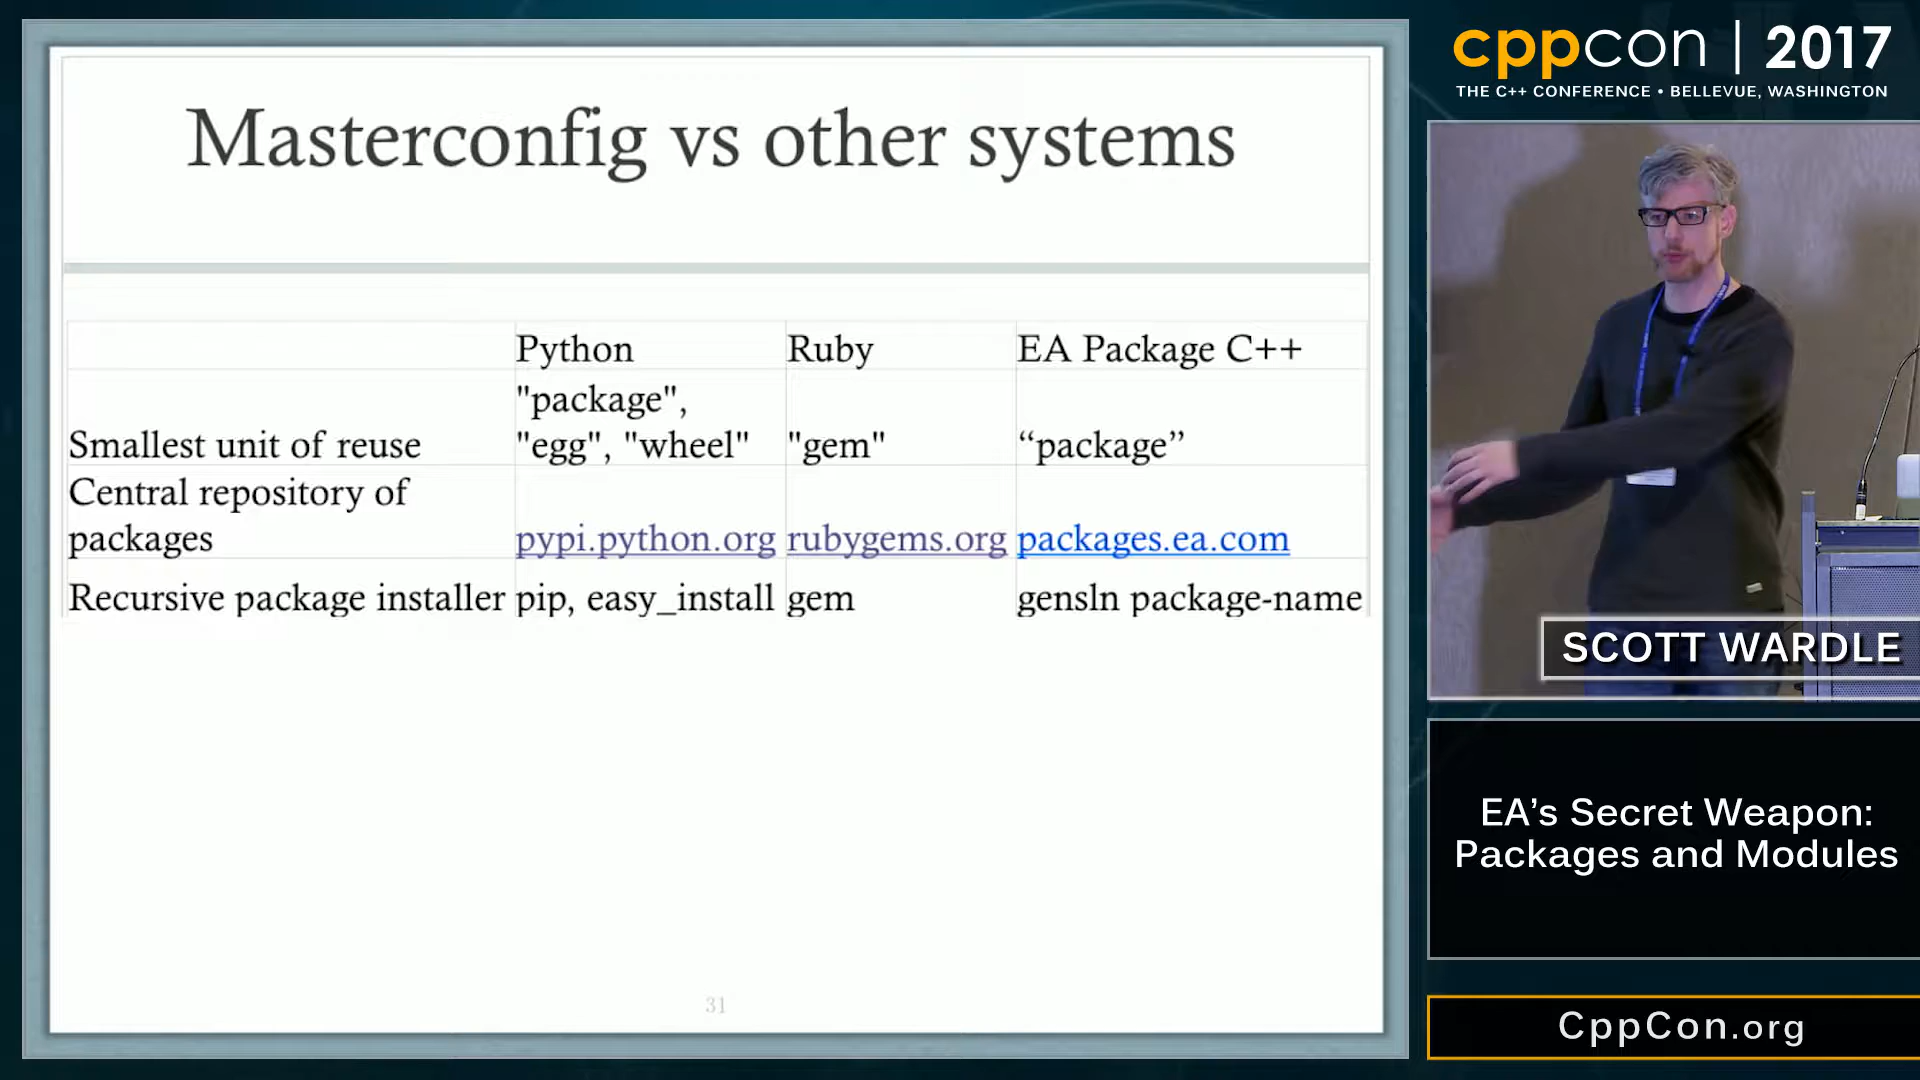 Masterconfig vs other systems
Python Ruby EA Package C++
Smallest unit of reuse "package", "egg", "wheel" "gem" “package”
Central repository of packages pypi.python.org rubygems.org packages.ea.com
Recursive package installer pip, easy_install gem gensln package-name
31
cppcon | 2017
THE C++ CONFERENCE • BELLEVUE, WASHINGTON
SCOTT WARDLE
EA’s Secret Weapon:
Packages and Modules
CppCon.org